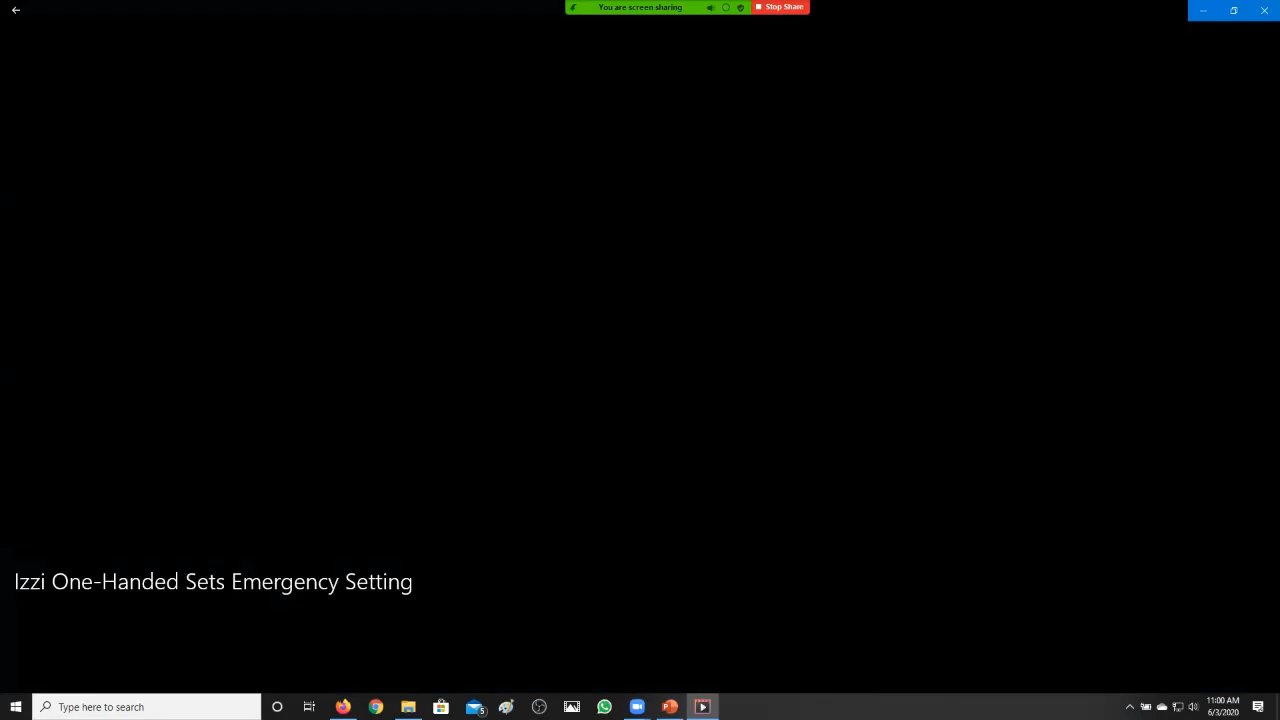 You are screen sharing
Stop Share
Izzi One-Handed Sets Emergency Setting
Type here to search
5
11:00 AM
6/3/2020